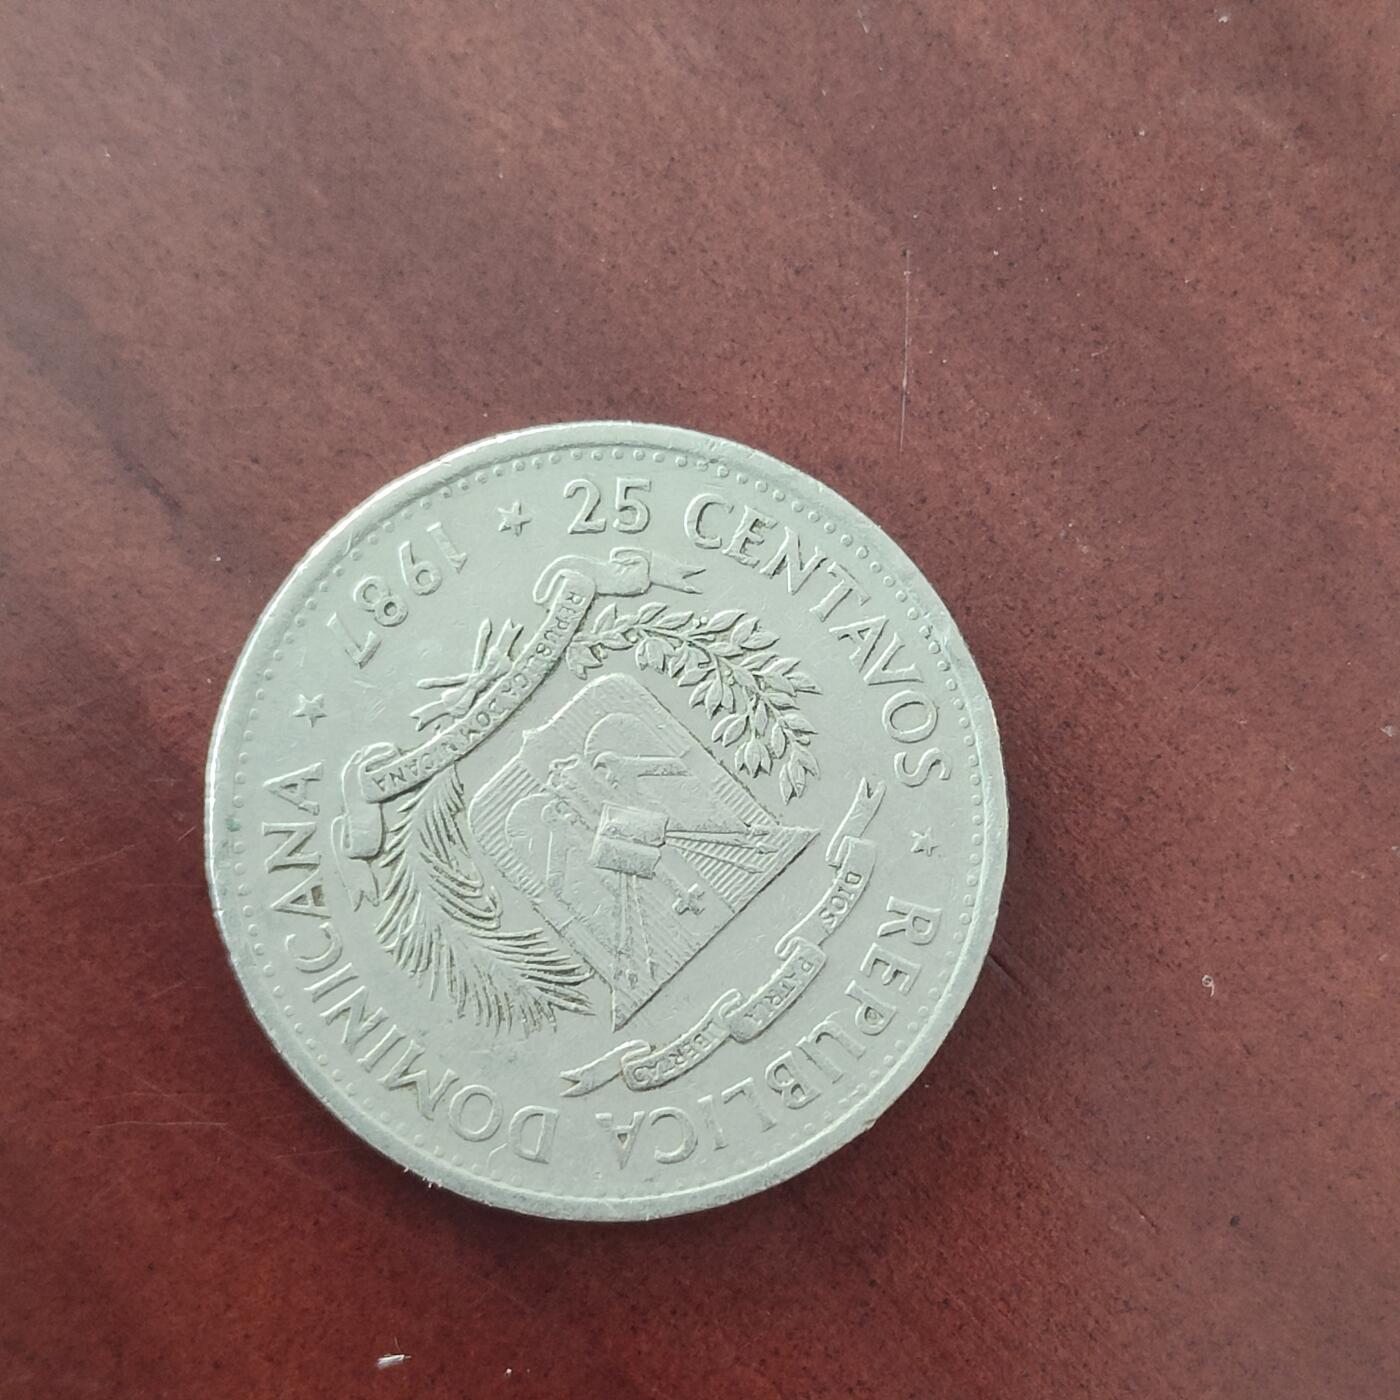 25 CENTAVOS
REPUBLICA DOMINICANA
1987
DIOS PATRIA LIBERTAD
REPUBLICA DOMINICANA